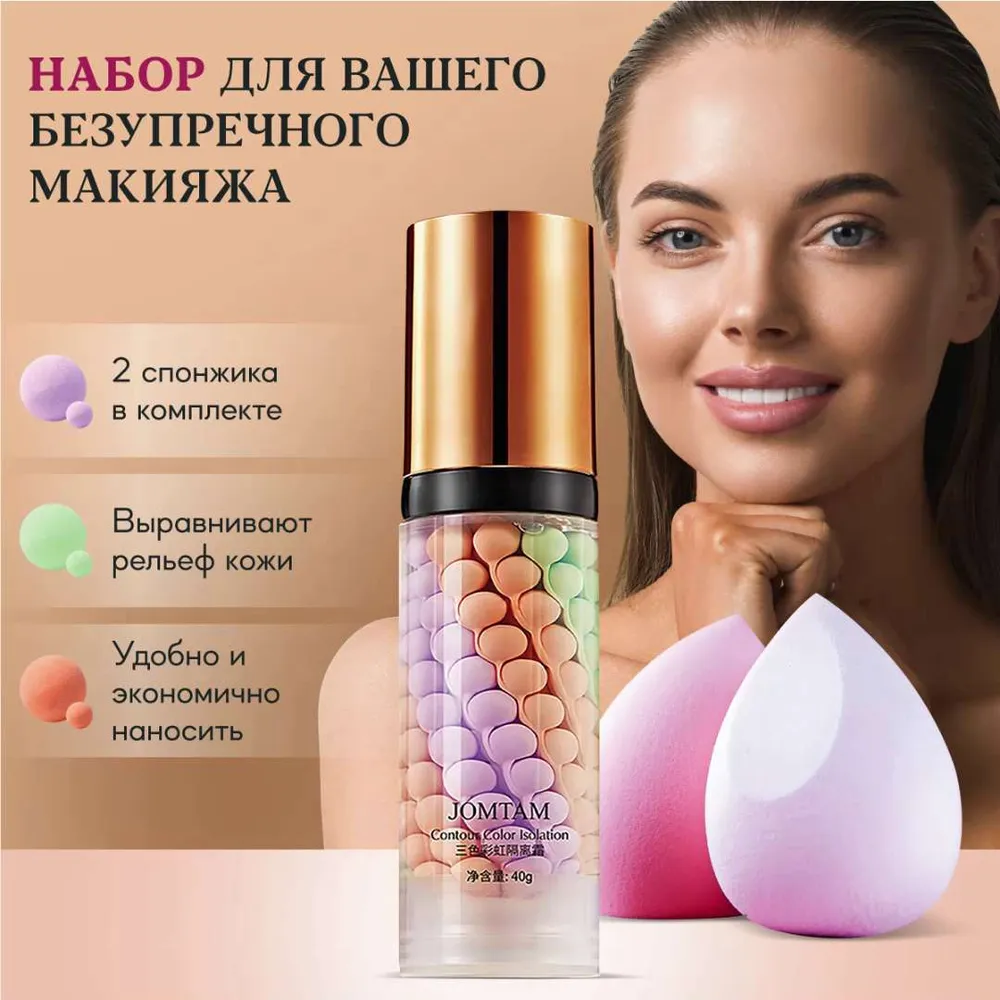 НАБОР ДЛЯ ВАШЕГО
БЕЗУПРЕЧНОГО
МАКИЯЖА
2 спонжика
в комплекте
Выравнивают
рельеф кожи
Удобно и
экономично
наносить
JOMTAM
Contour Color Isolation
三色彩虹隔离霜
净含量: 40g